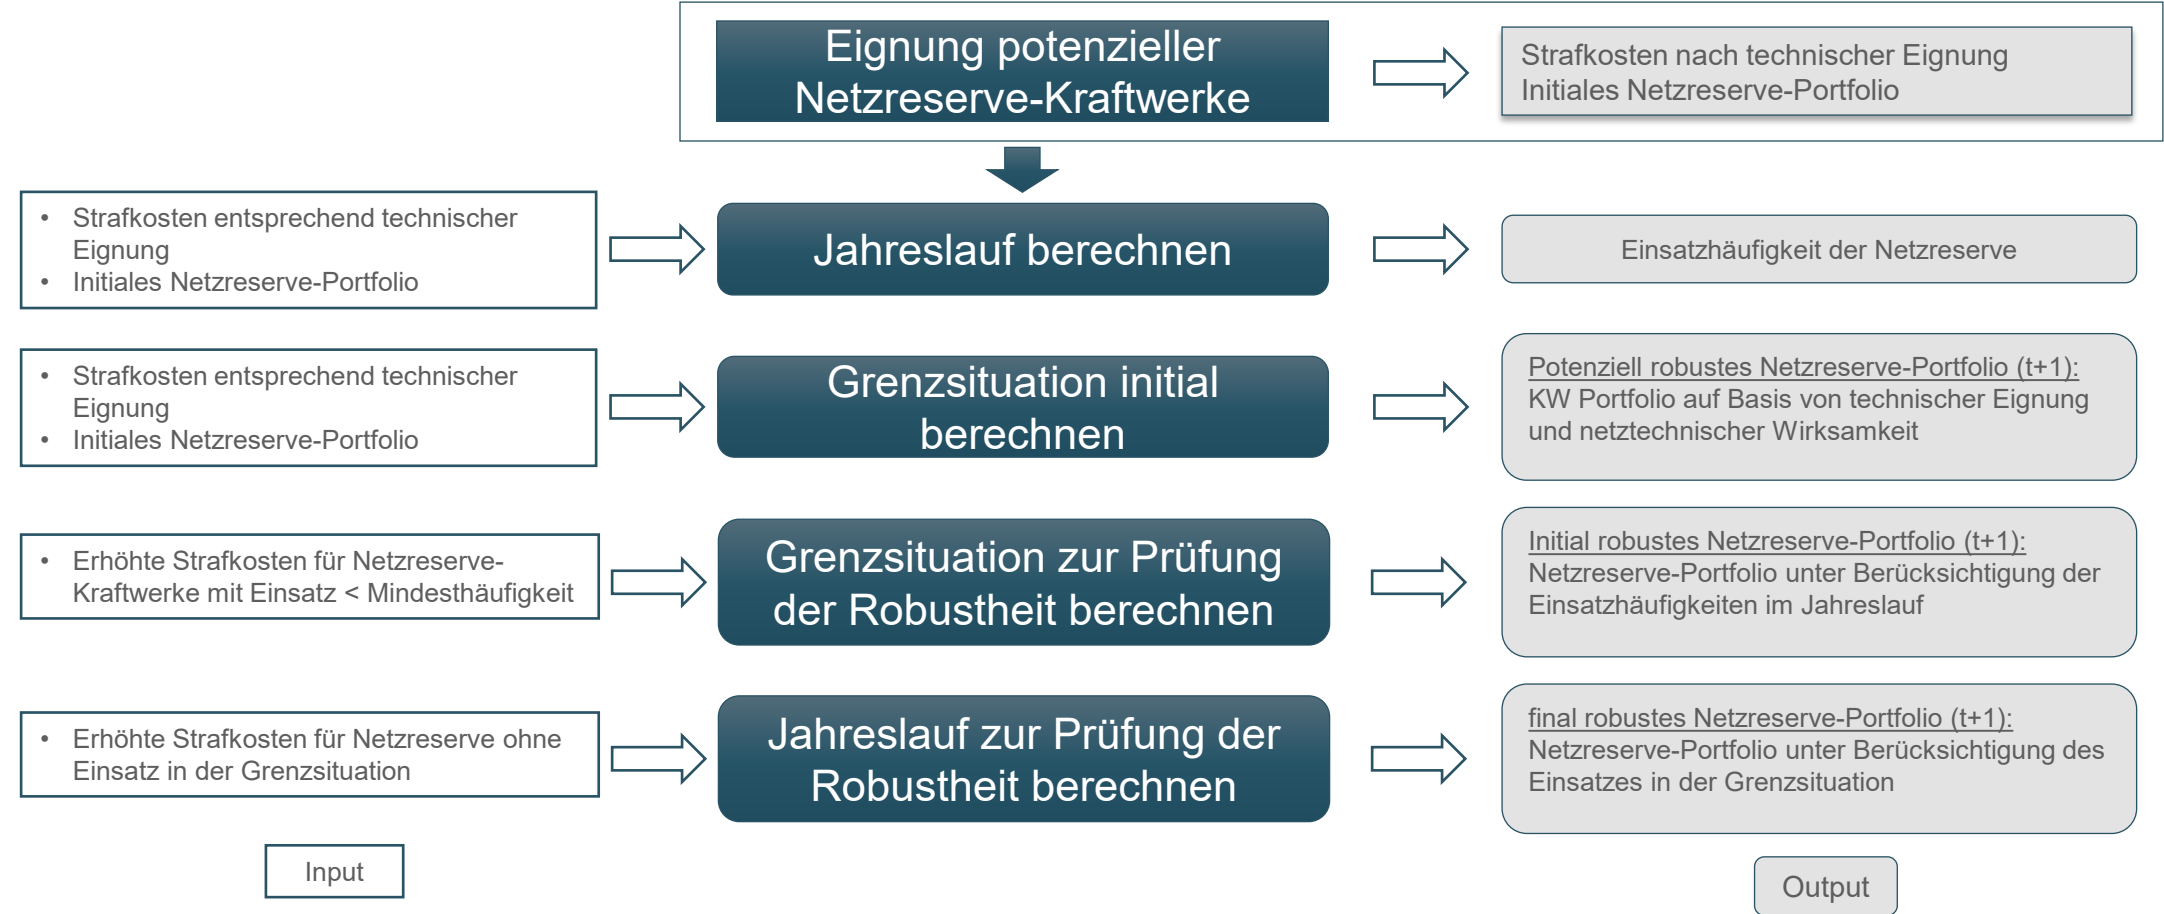 Eignung potenzieller
Netzreserve-Kraftwerke
Strafkosten nach technischer Eignung
Initiales Netzreserve-Portfolio
• Strafkosten entsprechend technischer
Eignung
• Initiales Netzreserve-Portfolio
Jahreslauf berechnen
Einsatzhäufigkeit der Netzreserve
• Strafkosten entsprechend technischer
Eignung
• Initiales Netzreserve-Portfolio
Grenzsituation initial
berechnen
Potenziell robustes Netzreserve-Portfolio (t+1):
KW Portfolio auf Basis von technischer Eignung
und netztechnischer Wirksamkeit
• Erhöhte Strafkosten für Netzreserve-
Kraftwerke mit Einsatz < Mindesthäufigkeit
Grenzsituation zur Prüfung
der Robustheit berechnen
Initial robustes Netzreserve-Portfolio (t+1):
Netzreserve-Portfolio unter Berücksichtigung der
Einsatzhäufigkeiten im Jahreslauf
• Erhöhte Strafkosten für Netzreserve ohne
Einsatz in der Grenzsituation
Jahreslauf zur Prüfung der
Robustheit berechnen
final robustes Netzreserve-Portfolio (t+1):
Netzreserve-Portfolio unter Berücksichtigung des
Einsatzes in der Grenzsituation
Input
Output